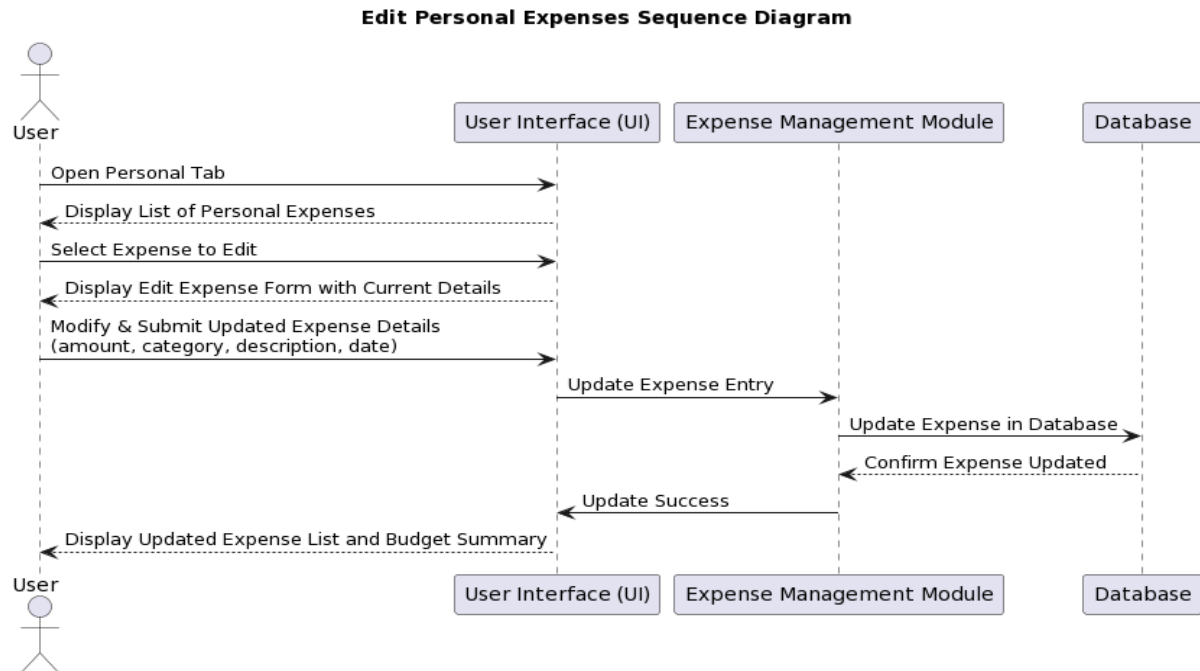 Edit Personal Expenses Sequence Diagram
User
User Interface (UI)
Expense Management Module
Database
Open Personal Tab
Display List of Personal Expenses
Select Expense to Edit
Display Edit Expense Form with Current Details
Modify & Submit Updated Expense Details
(amount, category, description, date)
Update Expense Entry
Update Expense in Database
Confirm Expense Updated
Update Success
Display Updated Expense List and Budget Summary
User
User Interface (UI)
Expense Management Module
Database